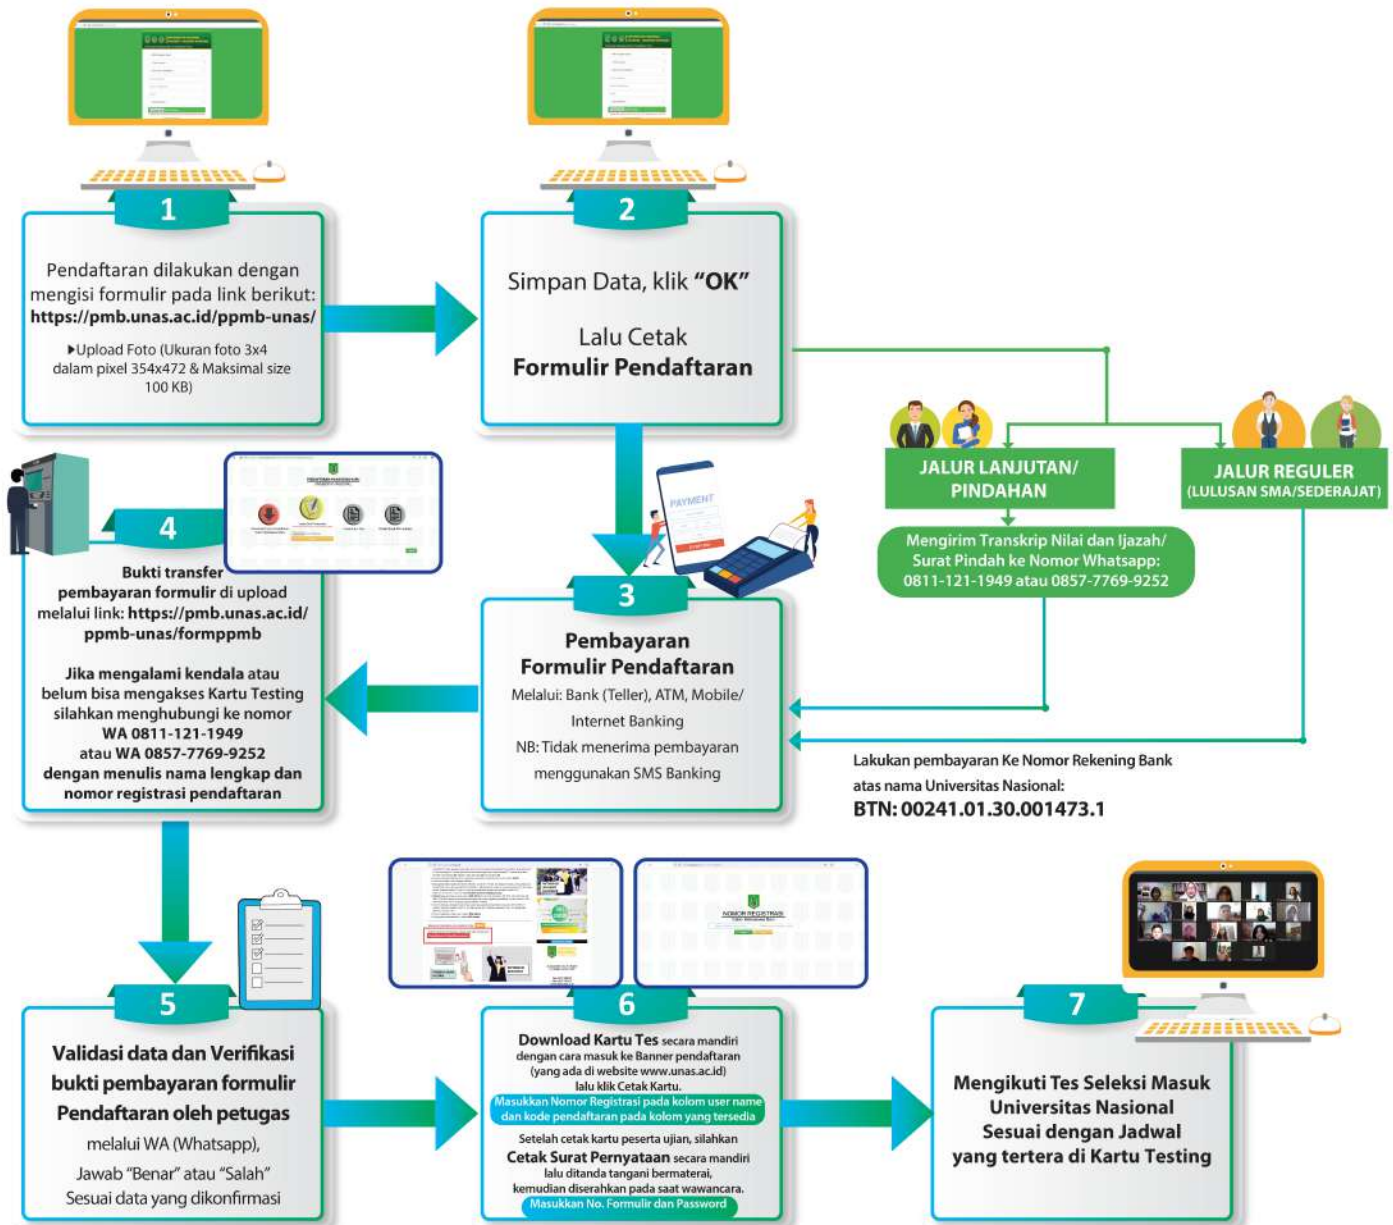 1
Pendaftaran dilakukan dengan
mengisi formulir pada link berikut:
https://pmb.unas.ac.id/ppmb-unas/
▶Upload Foto (Ukuran foto 3x4
dalam pixel 354x472 & Maksimal size
100 KB)
2
Simpan Data, klik “OK”
Lalu Cetak
Formulir Pendaftaran
JALUR LANJUTAN/
PINDAHAN
Mengirim Transkrip Nilai dan Ijazah/
Surat Pindah ke Nomor Whatsapp:
0811-121-1949 atau 0857-7769-9252
JALUR REGULER
(LULUSAN SMA/SEDERAJAT)
PAYMENT
3
Pembayaran
Formulir Pendaftaran
Melalui: Bank (Teller), ATM, Mobile/
Internet Banking
NB: Tidak menerima pembayaran
menggunakan SMS Banking
Lakukan pembayaran Ke Nomor Rekening Bank
atas nama Universitas Nasional:
BTN: 00241.01.30.001473.1
4
Bukti transfer
pembayaran formulir di upload
melalui link: https://pmb.unas.ac.id/
ppmb-unas/formppmb
Jika mengalami kendala atau
belum bisa mengakses Kartu Testing
silahkan menghubungi ke nomor
WA 0811-121-1949
atau WA 0857-7769-9252
dengan menulis nama lengkap dan
nomor registrasi pendaftaran
5
Validasi data dan Verifikasi
bukti pembayaran formulir
Pendaftaran oleh petugas
melalui WA (Whatsapp),
Jawab “Benar” atau “Salah”
Sesuai data yang dikonfirmasi
NOMOR REGISTRASI
6
Download Kartu Tes secara mandiri
dengan cara masuk ke Banner pendaftaran
(yang ada di website www.unas.ac.id)
lalu klik Cetak Kartu.
Masukkan Nomor Registrasi pada kolom user name
dan kode pendaftaran pada kolom yang tersedia
Setelah cetak kartu peserta ujian, silahkan
Cetak Surat Pernyataan secara mandiri
lalu ditanda tangani bermaterai,
kemudian diserahkan pada saat wawancara.
Masukkan No. Formulir dan Password
7
Mengikuti Tes Seleksi Masuk
Universitas Nasional
Sesuai dengan Jadwal
yang tertera di Kartu Testing